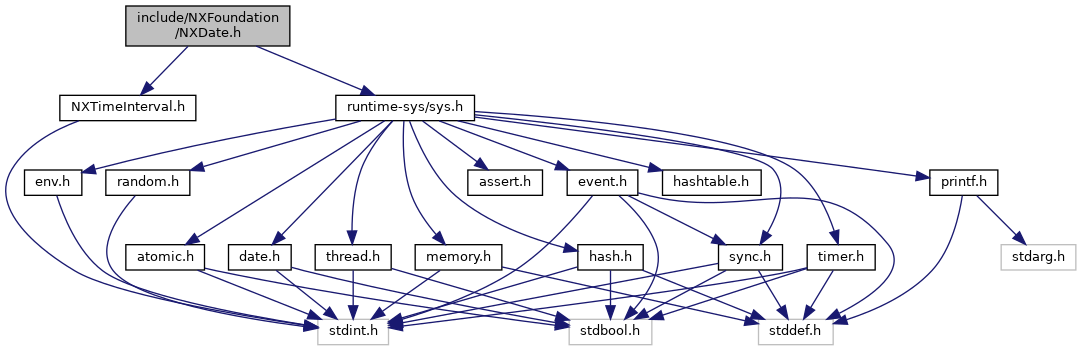 include/NXFoundation
/NXDate.h
NXTimeInterval.h
runtime-sys/sys.h
env.h
random.h
assert.h
event.h
hashtable.h
printf.h
atomic.h
date.h
thread.h
memory.h
hash.h
sync.h
timer.h
stdarg.h
stdint.h
stdbool.h
stddef.h